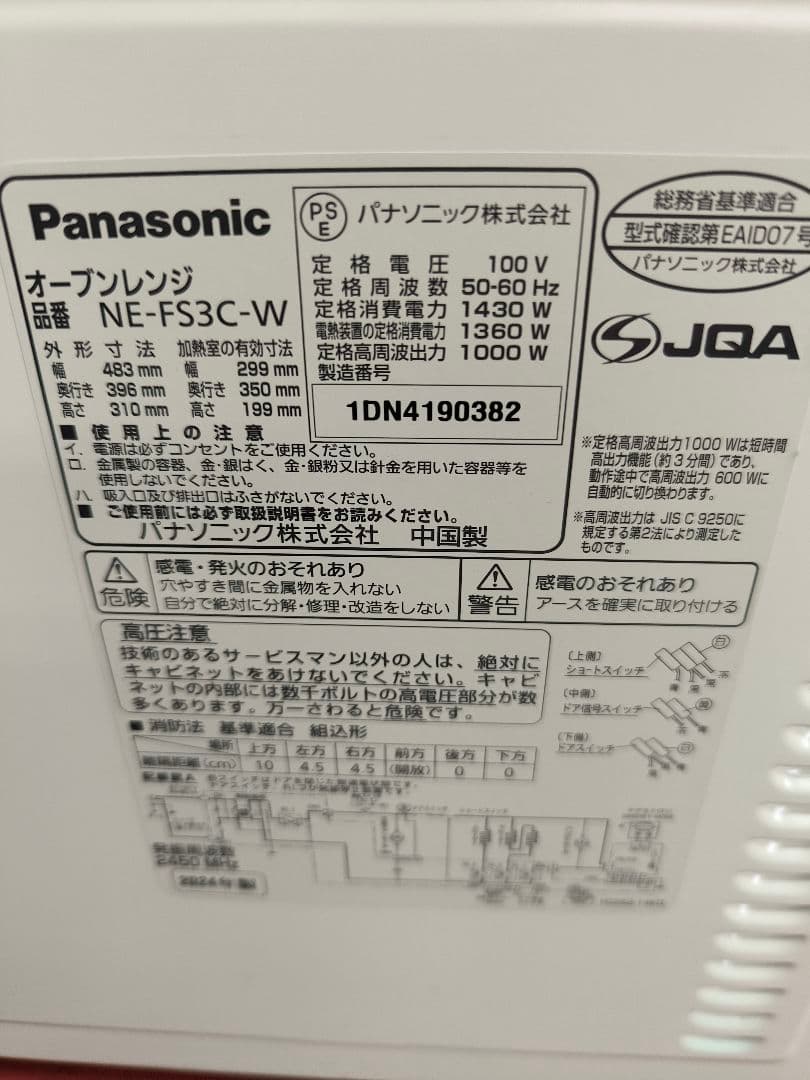 Panasonic
オーブンレンジ
品番 NE-FS3C-W
外形寸法 加熱室の有効寸法
幅 483 mm 幅 299 mm
奥行き 396 mm 奥行き 350 mm
高さ 310 mm 高さ 199 mm
PS
E
パナソニック株式会社
定格電圧 100 V
定格周波数 50-60 Hz
定格消費電力 1430 W
電熱装置の定格消費電力 1360 W
定格高周波出力 1000 W
製造番号
1DN4190382
■ 使用上の注意
イ．電源は必ずコンセントをご使用ください。
ロ．金属製の容器、金・銀はく、金・銀粉又は針金を用いた容器等を
使用しないでください。
ハ．吸入口及び排出口はふさがないでください。
■ ご使用前には必ず取扱説明書をお読みください。
パナソニック株式会社 中国製
総務省基準適合
型式確認第EAID07号
パナソニック株式会社
JQA
※定格高周波出力1000 Wは短時間
高出力機能(約3分間)であり、
動作途中で高周波出力 600 Wに
自動的に切り換わります。
※高周波出力は JIS C 9250に
規定する第2法により測定した
ものです。
危険
感電・発火のおそれあり
穴やすき間に金属物を入れない
自分で絶対に分解・修理・改造をしない
警告
感電のおそれあり
アースを確実に取り付ける
高圧注意
技術のあるサービスマン以外の人は、絶対に
キャビネットをあけないでください。キャビ
ネットの内部には数千ボルトの高電圧部分が数
多くあります。万一さわると危険です。
(上側)
ショートスイッチ
白
(中側)
ドア信号スイッチ
(下側)
ドアスイッチ
■ 消防法 基準適合 組込形
場所 上方 左方 右方 前方 後方 下方
離隔距離(cm) 10 4.5 4.5 (開放) 0 0
発振周波数
2450 MHz
2024年製